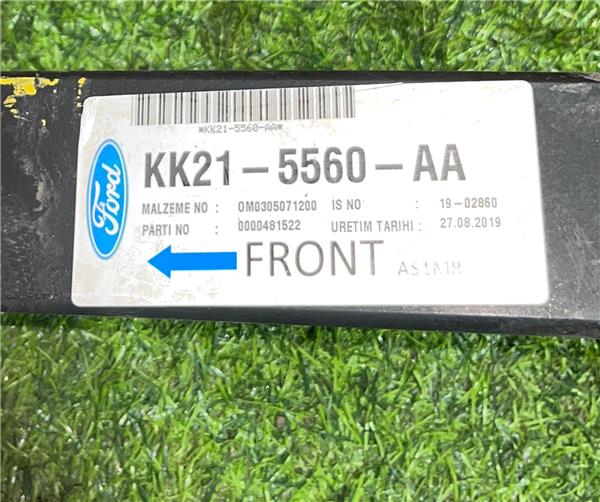 *KK21-5560-AA*
Ford
KK21-5560-AA
MALZEME NO : OM0305071200 IS NO : 19-02860
PARTI NO : 0000481522 URETIM TARIHI : 27.08.2019
FRONT